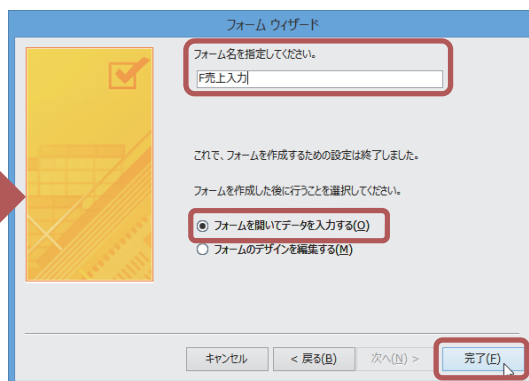 フォーム ウィザード
フォーム名を指定してください。
F売上入力
これで、フォームを作成するための設定は終了しました。
フォームを作成した後に行うことを選択してください。
フォームを開いてデータを入力する(O)
フォームのデザインを編集する(M)
キャンセル < 戻る(B) 次へ(N) > 完了(F)